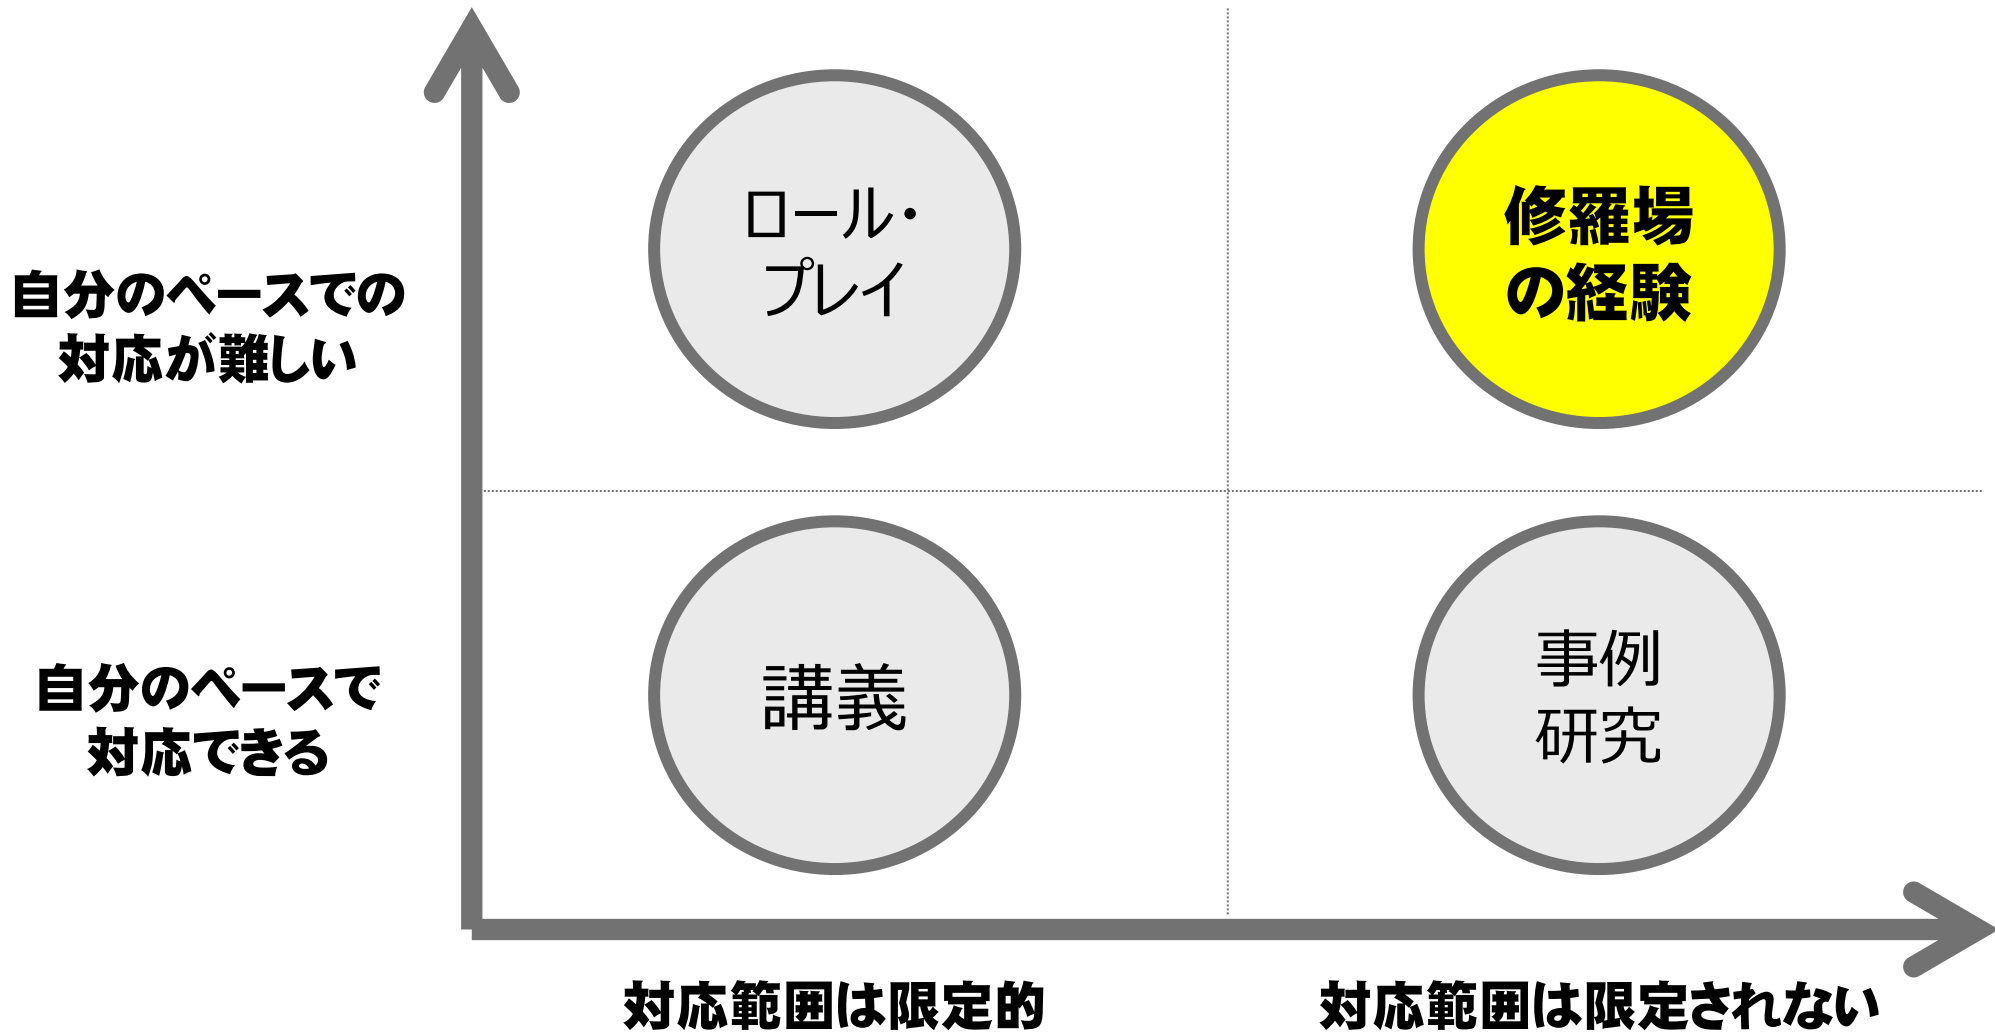 自分のペースでの
対応が難しい
ロール・
プレイ
修羅場
の経験
自分のペースで
対応できる
講義
事例
研究
対応範囲は限定的
対応範囲は限定されない